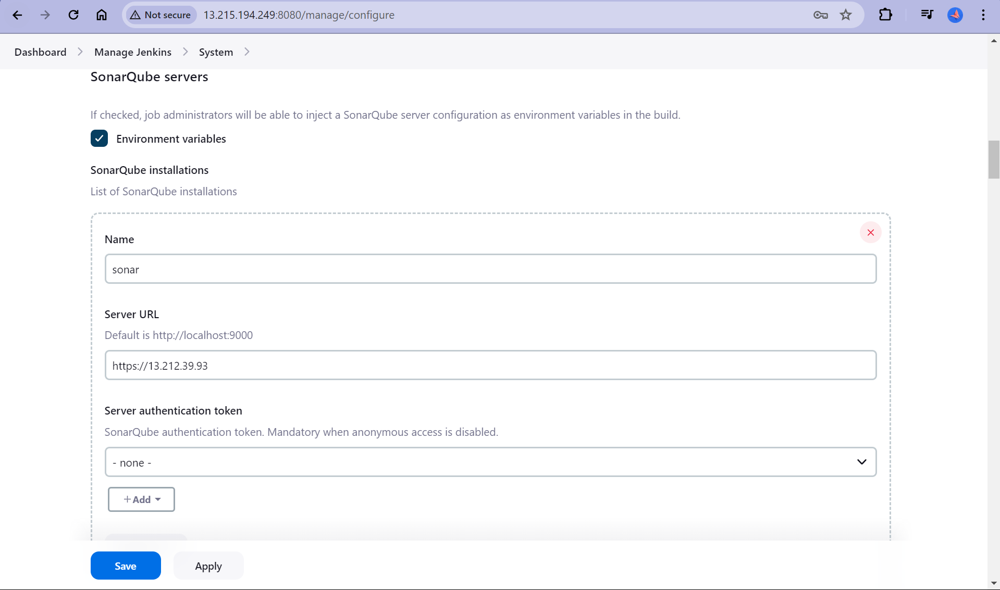 Not secure 13.215.194.249:8080/manage/configure
Dashboard Manage Jenkins System
SonarQube servers
If checked, job administrators will be able to inject a SonarQube server configuration as environment variables in the build.
Environment variables
SonarQube installations
List of SonarQube installations
Name
sonar
Server URL
Default is http://localhost:9000
https://13.212.39.93
Server authentication token
SonarQube authentication token. Mandatory when anonymous access is disabled.
- none -
+Add
Save Apply